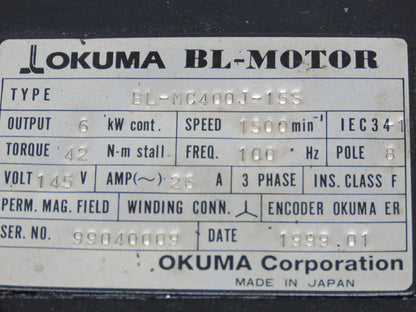 OKUMA BL-MOTOR
TYPE BL-MC400J-15S
OUTPUT 6 kW cont. SPEED 1500 min⁻¹ IEC34-1
TORQUE 42 N-m stall. FREQ. 100 Hz POLE 8
VOLT 145 V AMP(~) 26 A 3 PHASE INS. CLASS F
PERM. MAG. FIELD WINDING CONN. ENCODER OKUMA ER
SER. NO. 99040009 DATE 1999.01
OKUMA Corporation
MADE IN JAPAN